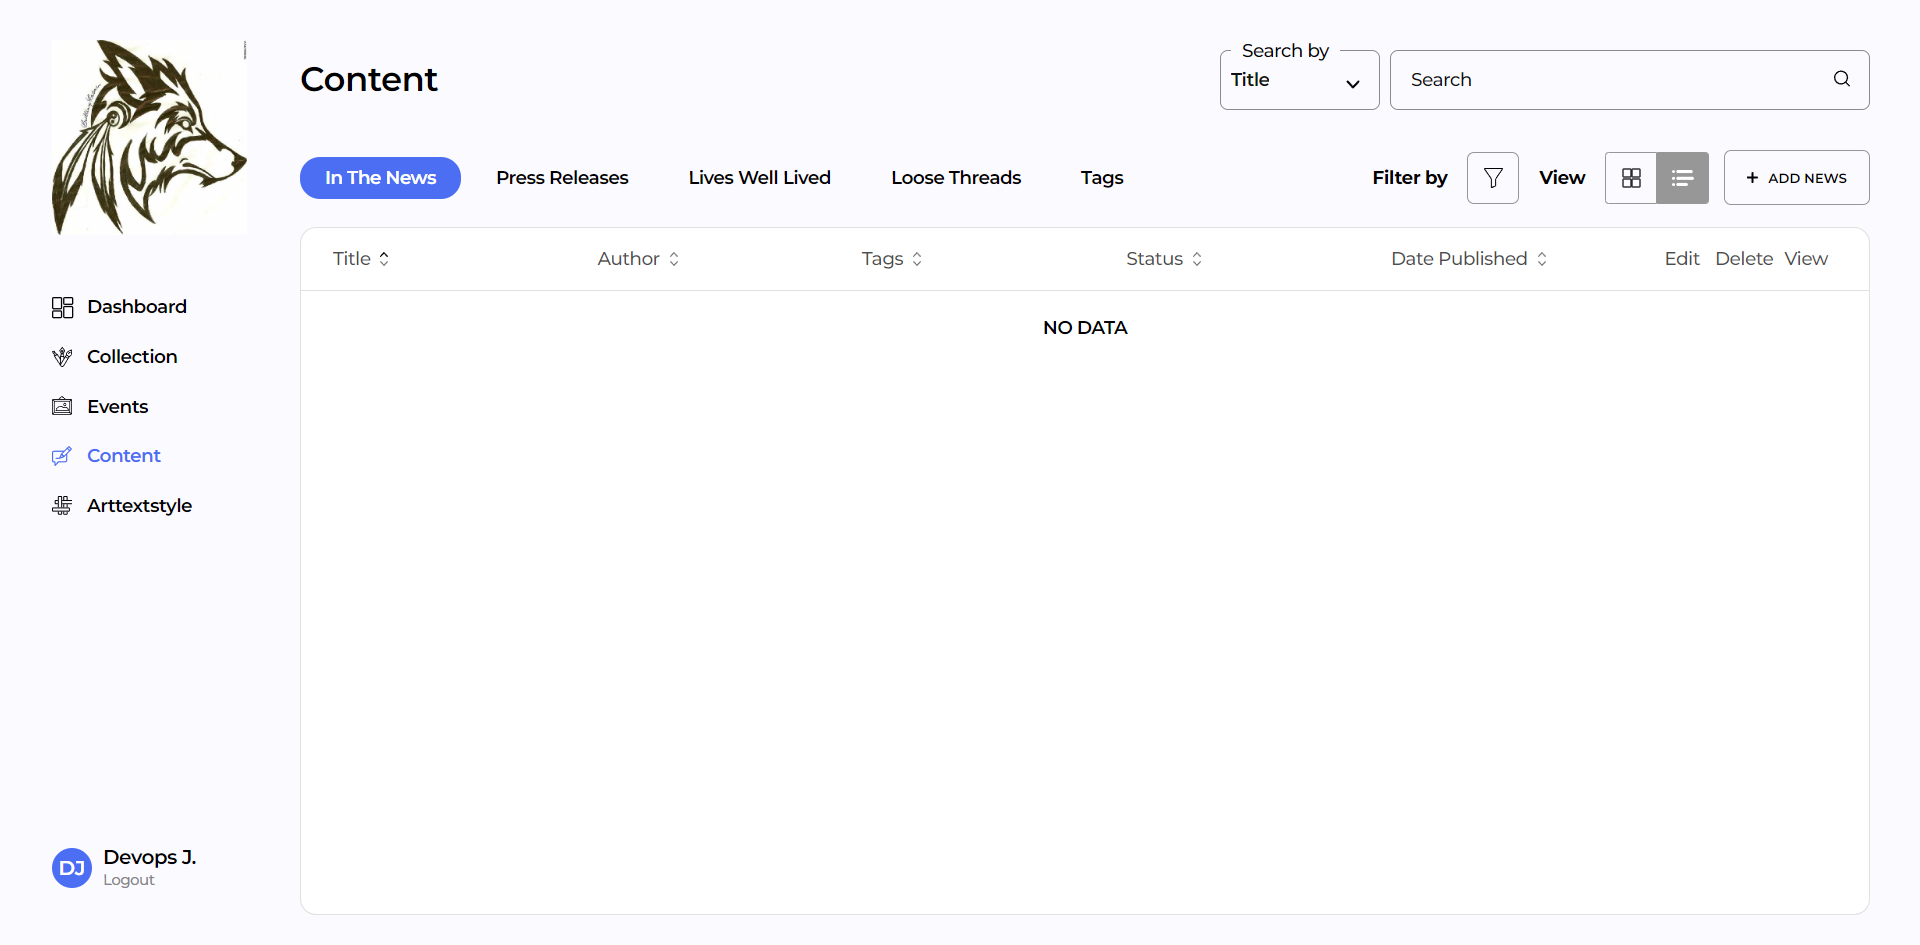 Content
Search by
Title
Search
In The News
Press Releases
Lives Well Lived
Loose Threads
Tags
Filter by
View
+ ADD NEWS
Title
Author
Tags
Status
Date Published
Edit
Delete
View
NO DATA
Dashboard
Collection
Events
Content
Arttextstyle
DJ
Devops J.
Logout